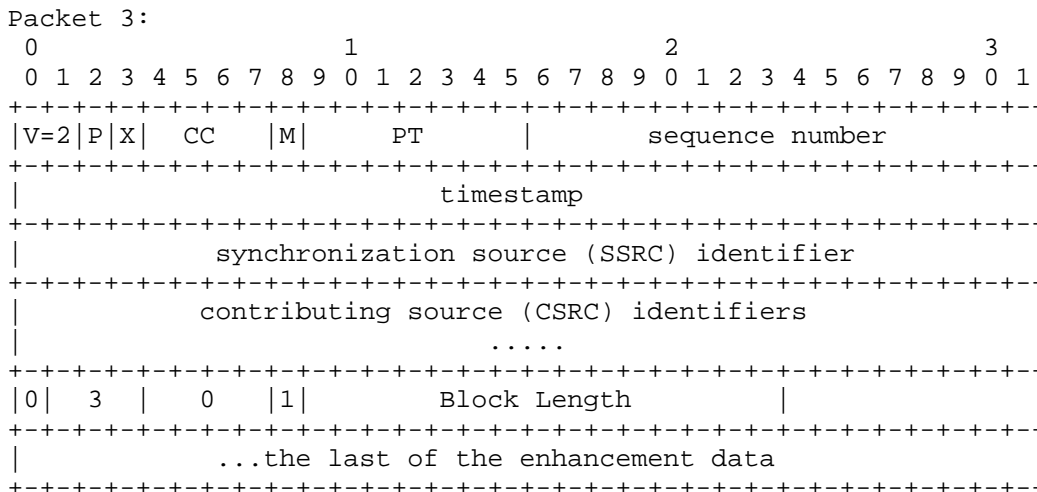 Packet 3:
 0                   1                   2                   3
 0 1 2 3 4 5 6 7 8 9 0 1 2 3 4 5 6 7 8 9 0 1 2 3 4 5 6 7 8 9 0 1
+-+-+-+-+-+-+-+-+-+-+-+-+-+-+-+-+-+-+-+-+-+-+-+-+-+-+-+-+-+-+-+--
|V=2|P|X|  CC   |M|     PT      |       sequence number
+-+-+-+-+-+-+-+-+-+-+-+-+-+-+-+-+-+-+-+-+-+-+-+-+-+-+-+-+-+-+-+--
|                          timestamp
+-+-+-+-+-+-+-+-+-+-+-+-+-+-+-+-+-+-+-+-+-+-+-+-+-+-+-+-+-+-+-+--
|            synchronization source (SSRC) identifier
+-+-+-+-+-+-+-+-+-+-+-+-+-+-+-+-+-+-+-+-+-+-+-+-+-+-+-+-+-+-+-+--
|           contributing source (CSRC) identifiers
|                             .....
+-+-+-+-+-+-+-+-+-+-+-+-+-+-+-+-+-+-+-+-+-+-+-+-+-+-+-+-+-+-+-+--
|0|  3  |   0   |1|        Block Length         |
+-+-+-+-+-+-+-+-+-+-+-+-+-+-+-+-+-+-+-+-+-+-+-+-+-+-+-+-+-+-+-+--
|            ...the last of the enhancement data
+-+-+-+-+-+-+-+-+-+-+-+-+-+-+-+-+-+-+-+-+-+-+-+-+-+-+-+-+-+-+-+--